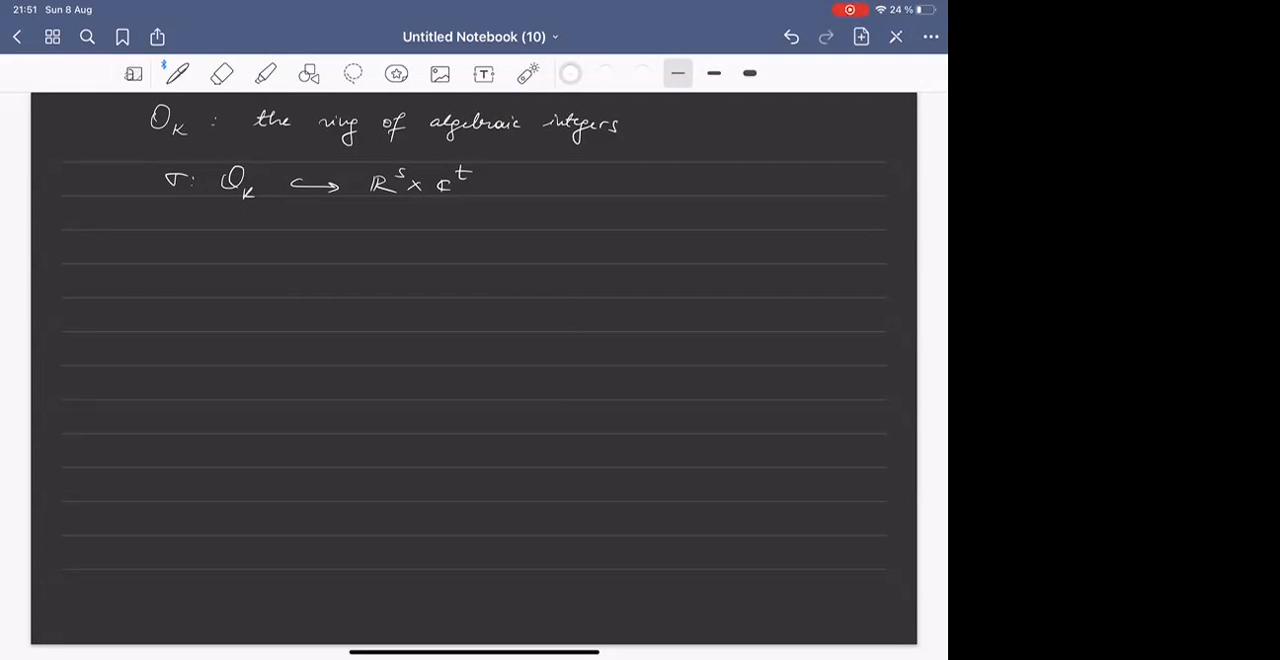 21:51 Sun 8 Aug
24 %
Untitled Notebook (10)
T
O_K : the ring of algebraic integers
σ: O_K ↪ ℝ^s × ℂ^t